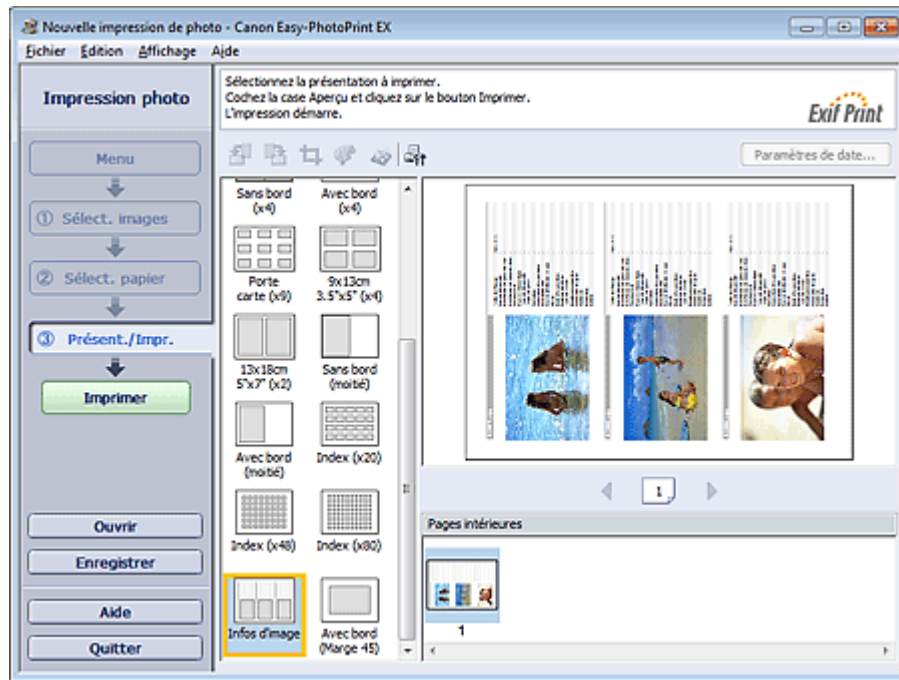 Nouvelle impression de photo - Canon Easy-PhotoPrint EX
Fichier Édition Affichage Aide
Impression photo
Sélectionnez la présentation à imprimer.
Cochez la case Aperçu et cliquez sur le bouton Imprimer.
L'impression démarre.
Exif Print
Menu
① Sélect. images
② Sélect. papier
③ Présent./Impr.
Imprimer
Ouvrir
Enregistrer
Aide
Quitter
Paramètres de date...
Sans bord
(x4)
Avec bord
(x4)
Porte
carte (x9)
9x13cm
3.5"x5" (x4)
13x18cm
5"x7" (x2)
Sans bord
(moitié)
Avec bord
(moitié)
Index (x20)
Index (x48)
Index (x80)
Infos d'image
Avec bord
(Marge 45)
1
Pages intérieures
1